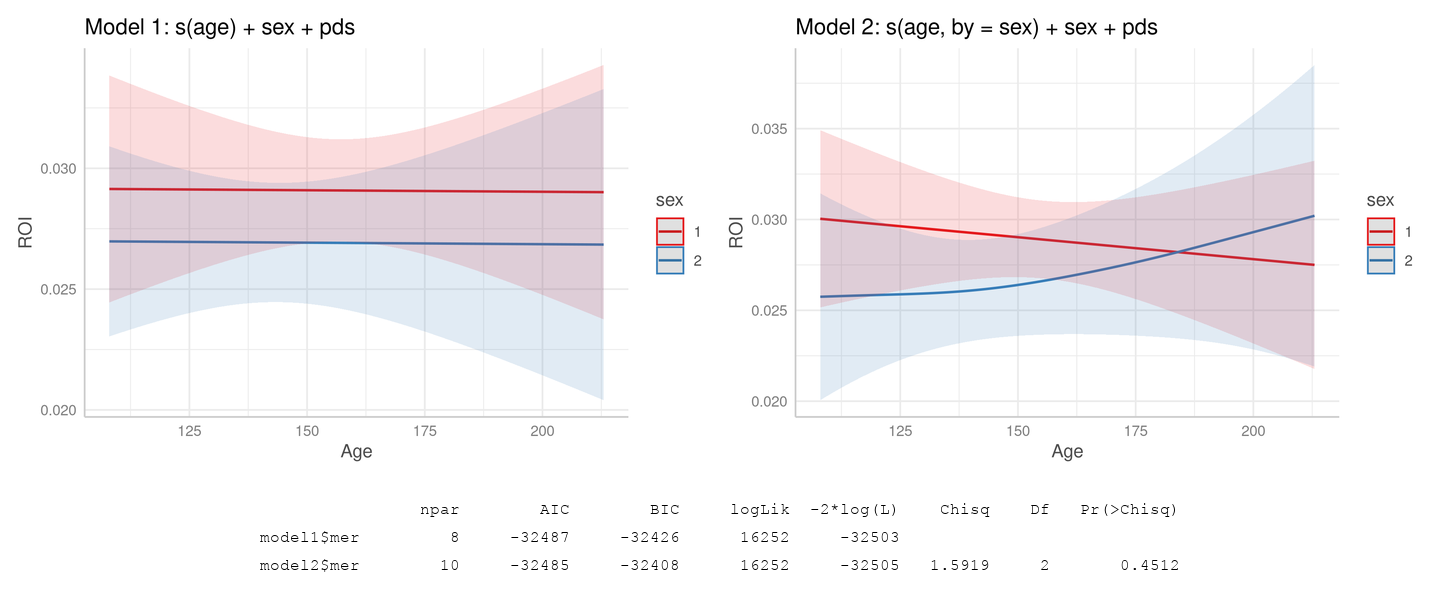 Model 1: s(age) + sex + pds
ROI
0.030
0.025
0.020
125 150 175 200
Age
sex
1
2
Model 2: s(age, by = sex) + sex + pds
ROI
0.035
0.030
0.025
0.020
125 150 175 200
Age
sex
1
2
npar AIC BIC logLik -2*log(L) Chisq Df Pr(>Chisq)
model1$mer 8 -32487 -32426 16252 -32503
model2$mer 10 -32485 -32408 16252 -32505 1.5919 2 0.4512